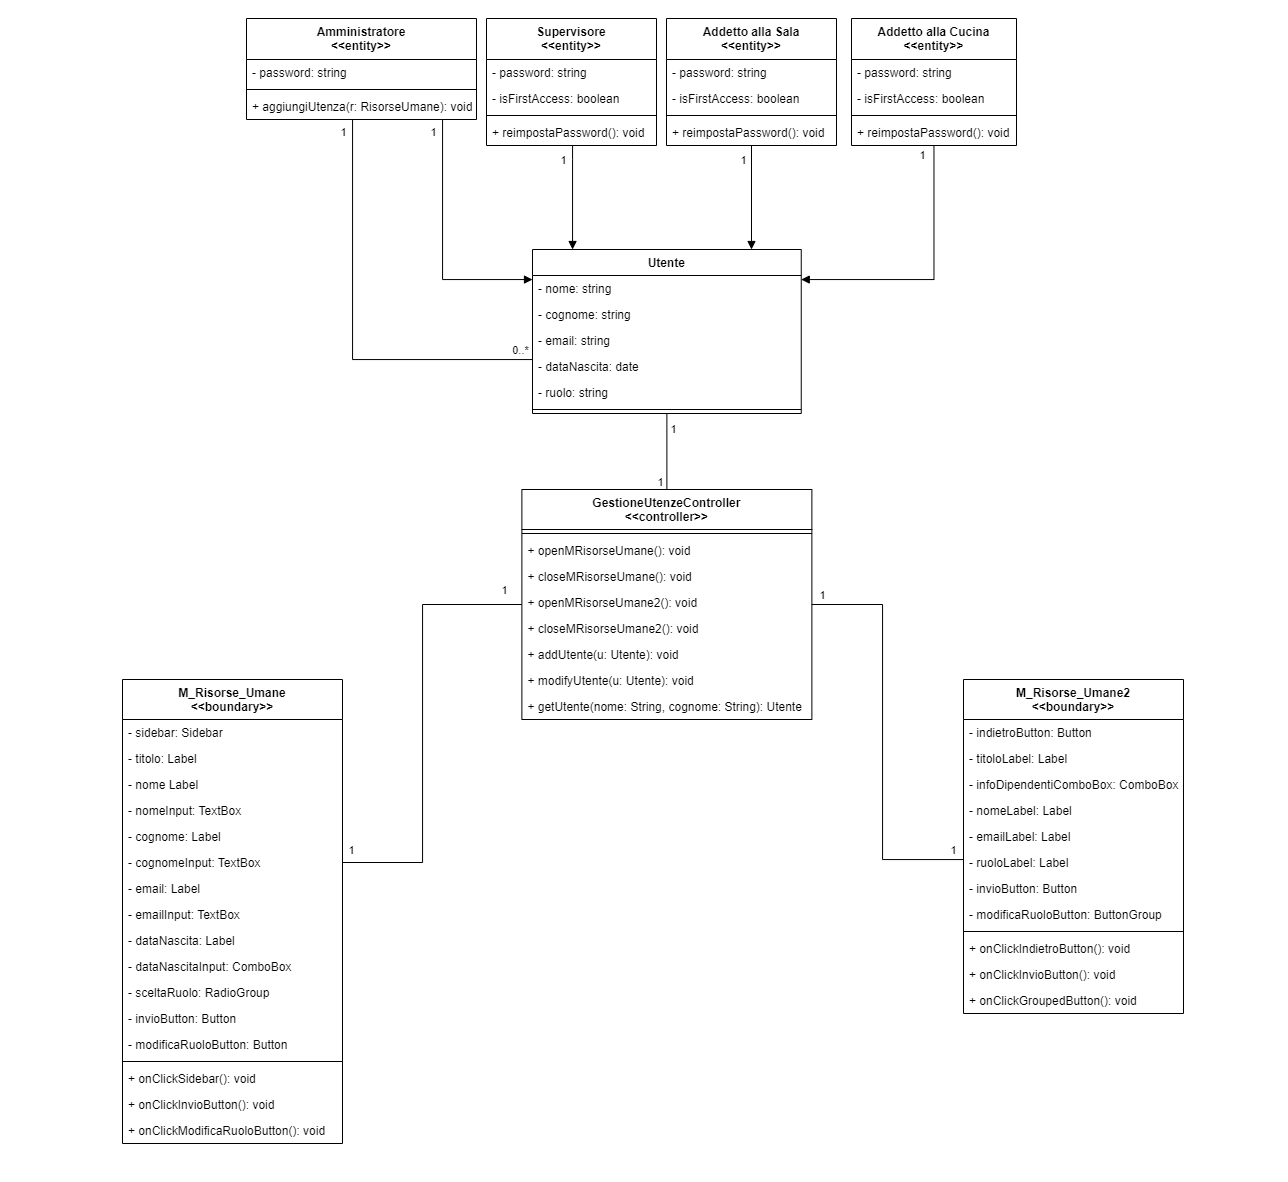 Amministratore
<<entity>>
- password: string
+ aggiungiUtenza(r: RisorseUmane): void
Supervisore
<<entity>>
- password: string
- isFirstAccess: boolean
+ reimpostaPassword(): void
Addetto alla Sala
<<entity>>
- password: string
- isFirstAccess: boolean
+ reimpostaPassword(): void
Addetto alla Cucina
<<entity>>
- password: string
- isFirstAccess: boolean
+ reimpostaPassword(): void
1
1
1
1
1
Utente
- nome: string
- cognome: string
- email: string
- dataNascita: date
- ruolo: string
0..*
1
1
GestioneUtenzeController
<<controller>>
+ openMRisorseUmane(): void
+ closeMRisorseUmane(): void
+ openMRisorseUmane2(): void
+ closeMRisorseUmane2(): void
+ addUtente(u: Utente): void
+ modifyUtente(u: Utente): void
+ getUtente(nome: String, cognome: String): Utente
1
1
M_Risorse_Umane
<<boundary>>
- sidebar: Sidebar
- titolo: Label
- nome Label
- nomeInput: TextBox
- cognome: Label
- cognomeInput: TextBox
- email: Label
- emailInput: TextBox
- dataNascita: Label
- dataNascitaInput: ComboBox
- sceltaRuolo: RadioGroup
- invioButton: Button
- modificaRuoloButton: Button
+ onClickSidebar(): void
+ onClickInvioButton(): void
+ onClickModificaRuoloButton(): void
1
1
M_Risorse_Umane2
<<boundary>>
- indietroButton: Button
- titoloLabel: Label
- infoDipendentiComboBox: ComboBox
- nomeLabel: Label
- emailLabel: Label
- ruoloLabel: Label
- invioButton: Button
- modificaRuoloButton: ButtonGroup
+ onClickIndietroButton(): void
+ onClickInvioButton(): void
+ onClickGroupedButton(): void